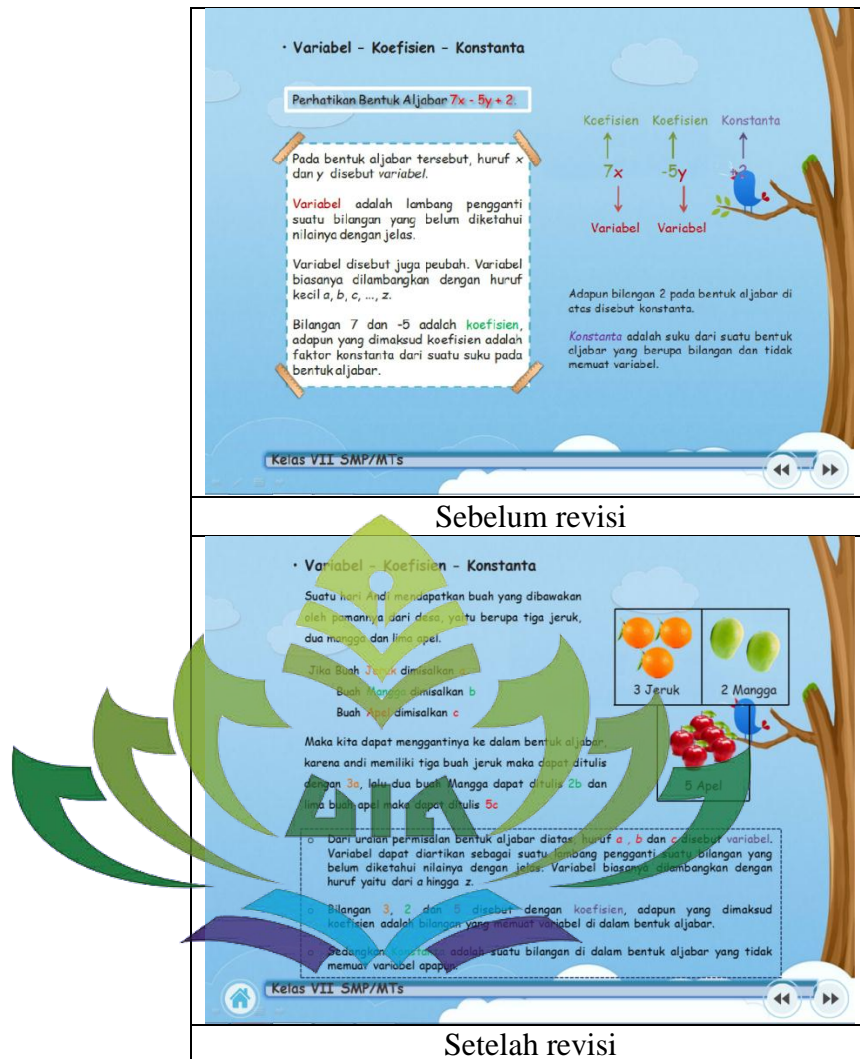 • Variabel – Koefisien – Konstanta
Perhatikan Bentuk Aljabar 7x - 5y + 2.
Pada bentuk aljabar tersebut, huruf x
dan y disebut variabel.
Variabel adalah lambang pengganti
suatu bilangan yang belum diketahui
nilainya dengan jelas.
Variabel disebut juga peubah. Variabel
biasanya dilambangkan dengan huruf
kecil a, b, c, ..., z.
Bilangan 7 dan -5 adalah koefisien,
adapun yang dimaksud koefisien adalah
faktor konstanta dari suatu suku pada
bentuk aljabar.
Koefisien Koefisien Konstanta
7x -5y +2
Variabel Variabel
Adapun bilangan 2 pada bentuk aljabar di
atas disebut konstanta.
Konstanta adalah suku dari suatu bentuk
aljabar yang berupa bilangan dan tidak
memuat variabel.
Kelas VII SMP/MTs
Sebelum revisi
• Variabel – Koefisien – Konstanta
Suatu hari Andi mendapatkan buah yang dibawakan
oleh pamannya dari desa, yaitu berupa tiga jeruk,
dua mangga dan lima apel.
Jika Buah Jeruk dimisalkan a
Buah Mangga dimisalkan b
Buah Apel dimisalkan c
Maka kita dapat menggantinya ke dalam bentuk aljabar,
karena andi memiliki tiga buah jeruk maka dapat ditulis
dengan 3a, lalu dua buah Mangga dapat ditulis 2b dan
lima buah apel maka dapat ditulis 5c
3 Jeruk 2 Mangga
5 Apel
○ Dari uraian permisalan bentuk aljabar diatas, huruf a , b dan c disebut variabel.
Variabel dapat diartikan sebagai suatu lambang pengganti suatu bilangan yang
belum diketahui nilainya dengan jelas. Variabel biasanya dilambangkan dengan
huruf yaitu dari a hingga z.
○ Bilangan 3, 2 dan 5 disebut dengan koefisien, adapun yang dimaksud
koefisien adalah bilangan yang memuat variabel di dalam bentuk aljabar.
○ Sedangkan konstanta adalah suatu bilangan di dalam bentuk aljabar yang tidak
memuat variabel apapun.
Kelas VII SMP/MTs
Setelah revisi